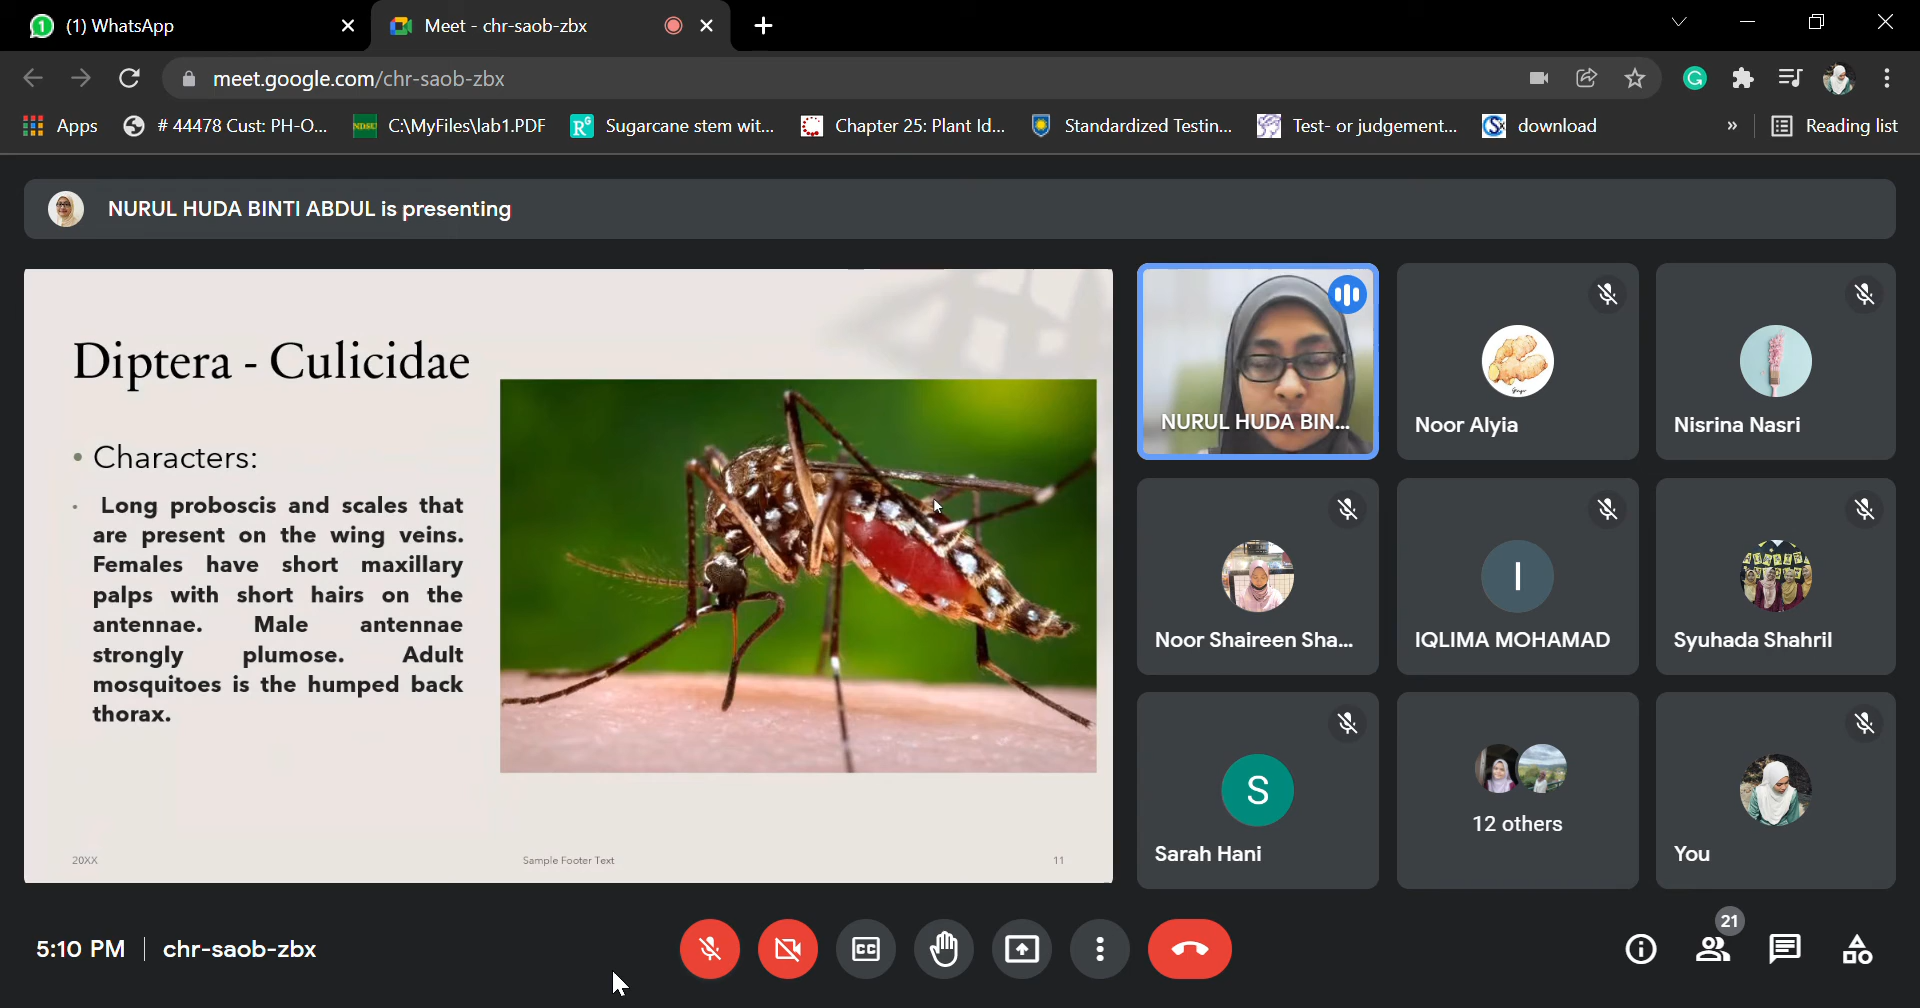 (1) WhatsApp
Meet - chr-saob-zbx
meet.google.com/chr-saob-zbx
Apps
# 44478 Cust: PH-O...
NDSU
C:\MyFiles\lab1.PDF
Sugarcane stem wit...
Chapter 25: Plant Id...
Standardized Testin...
Test- or judgement...
download
»
Reading list
NURUL HUDA BINTI ABDUL is presenting
Diptera - Culicidae
• Characters:
• Long proboscis and scales that
are present on the wing veins.
Females have short maxillary
palps with short hairs on the
antennae. Male antennae
strongly plumose. Adult
mosquitoes is the humped back
thorax.
20XX
Sample Footer Text
11
NURUL HUDA BIN...
Noor Alyia
Nisrina Nasri
Noor Shaireen Sha...
I
IQLIMA MOHAMAD
Syuhada Shahril
S
Sarah Hani
12 others
You
5:10 PM
chr-saob-zbx
CC
21